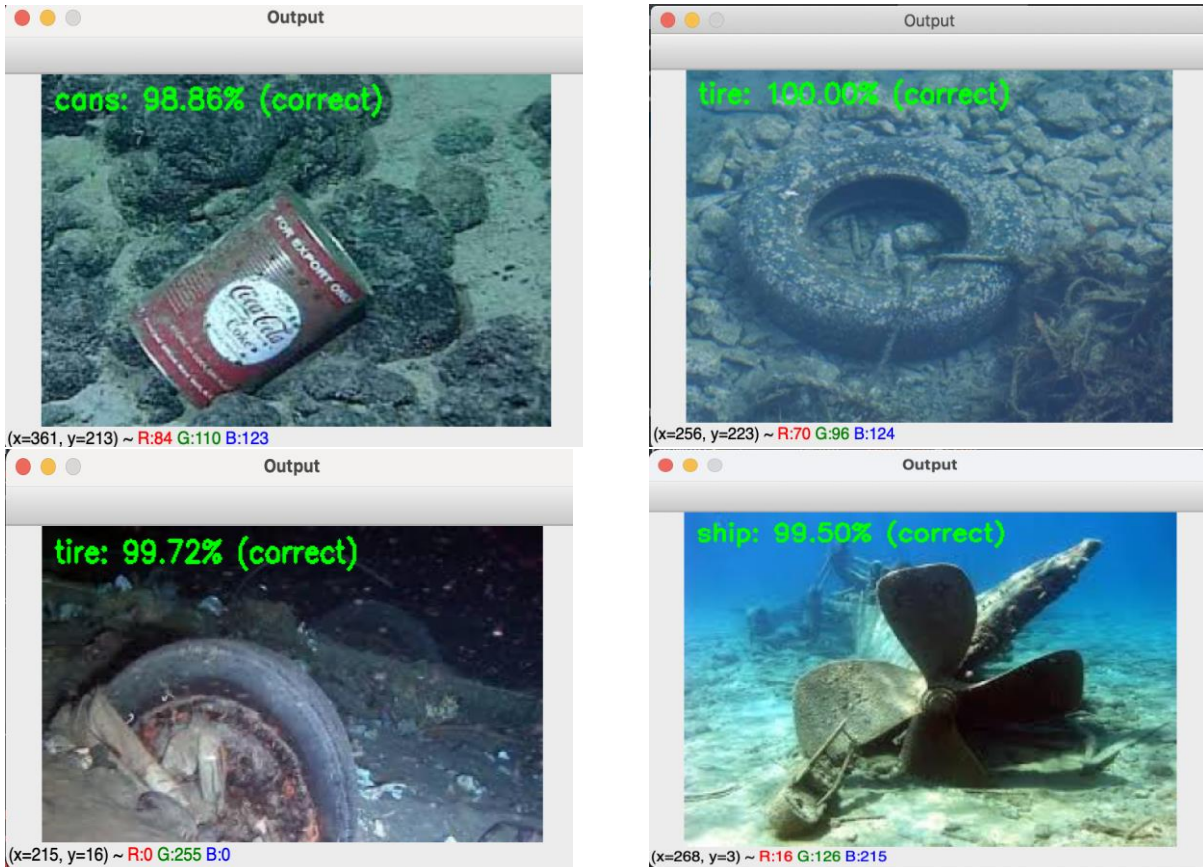 Output
cans: 98.86% (correct)
FOR EXPORT ONLY
Coca-Cola
Coke
(x=361, y=213) ~ R:84 G:110 B:123
Output
tire: 100.00% (correct)
(x=256, y=223) ~ R:70 G:96 B:124
Output
tire: 99.72% (correct)
(x=215, y=16) ~ R:0 G:255 B:0
Output
ship: 99.50% (correct)
(x=268, y=3) ~ R:16 G:126 B:215